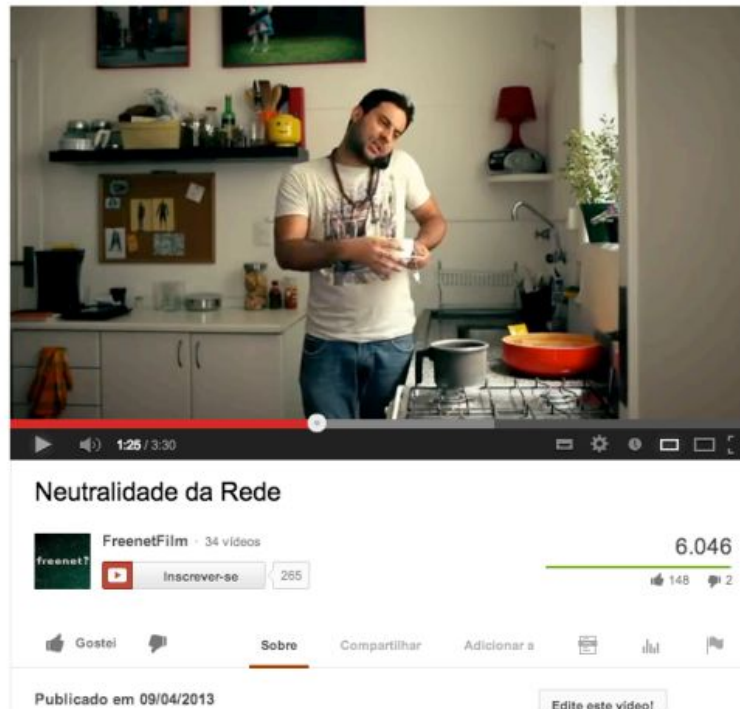 1:25 / 3:30
Neutralidade da Rede
freenet?
FreenetFilm · 34 vídeos
Inscrever-se 265
6.046
148 2
Gostei Sobre Compartilhar Adicionar a
Publicado em 09/04/2013
Edite este vídeo!